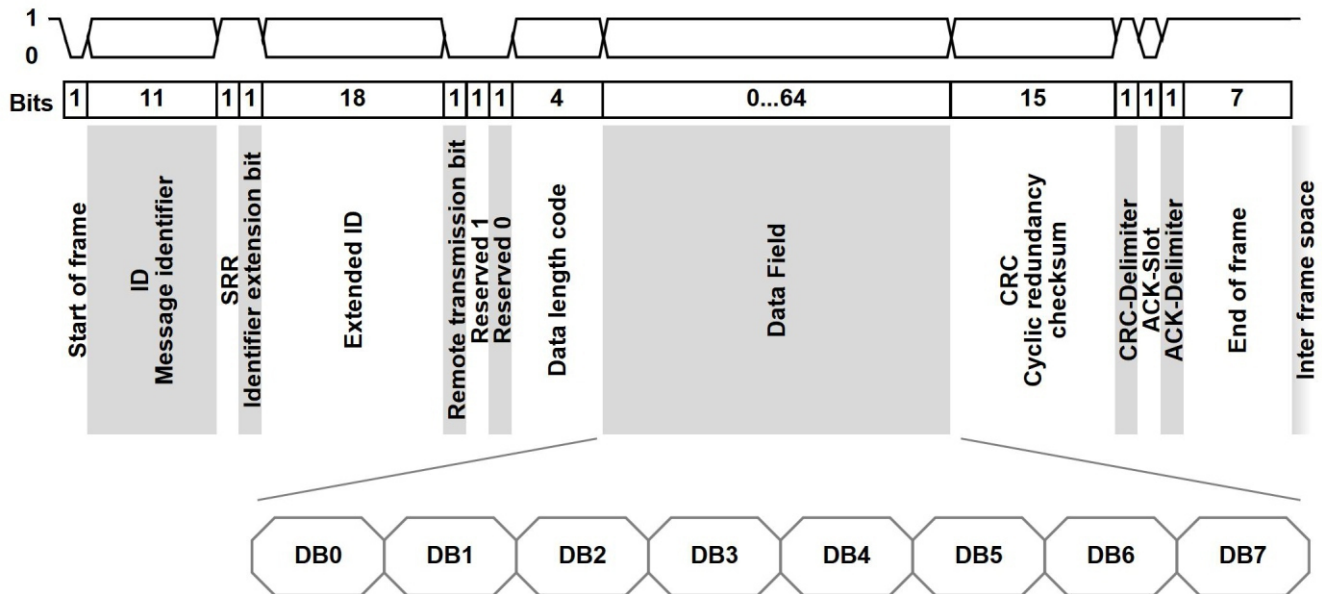 1
0
Bits 1 11 1 1 18 1 1 1 4 0...64 15 1 1 1 7
Start of frame
ID
Message identifier
SRR
Identifier extension bit
Extended ID
Remote transmission bit
Reserved 1
Reserved 0
Data length code
Data Field
CRC
Cyclic redundancy
checksum
CRC-Delimiter
ACK-Slot
ACK-Delimiter
End of frame
Inter frame space
DB0 DB1 DB2 DB3 DB4 DB5 DB6 DB7